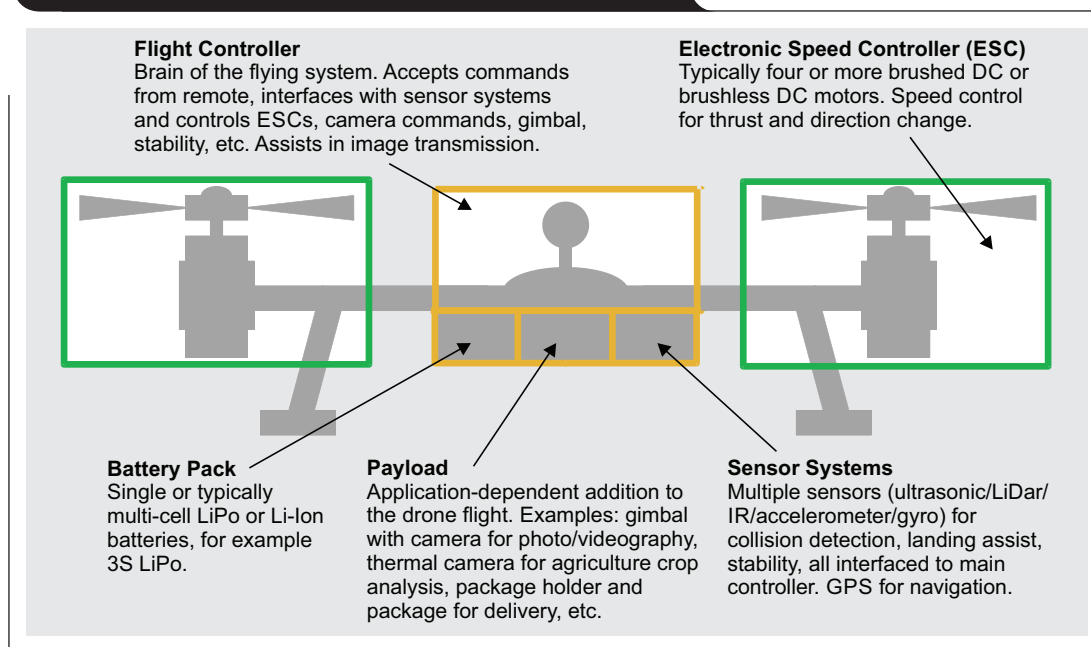 Flight Controller
Brain of the flying system. Accepts commands
from remote, interfaces with sensor systems
and controls ESCs, camera commands, gimbal,
stability, etc. Assists in image transmission.
Electronic Speed Controller (ESC)
Typically four or more brushed DC or
brushless DC motors. Speed control
for thrust and direction change.
Battery Pack
Single or typically
multi-cell LiPo or Li-Ion
batteries, for example
3S LiPo.
Payload
Application-dependent addition to
the drone flight. Examples: gimbal
with camera for photo/videography,
thermal camera for agriculture crop
analysis, package holder and
package for delivery, etc.
Sensor Systems
Multiple sensors (ultrasonic/LiDar/
IR/accelerometer/gyro) for
collision detection, landing assist,
stability, all interfaced to main
controller. GPS for navigation.